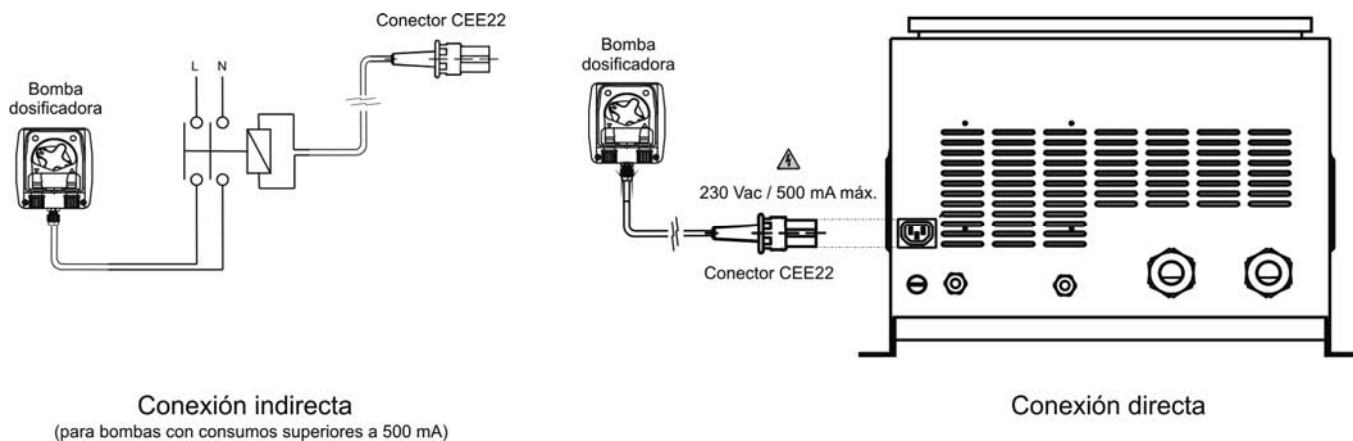 Conector CEE22
L N
Bomba
dosificadora
Conexión indirecta
(para bombas con consumos superiores a 500 mA)
Bomba
dosificadora
230 Vac / 500 mA máx.
Conector CEE22
Conexión directa